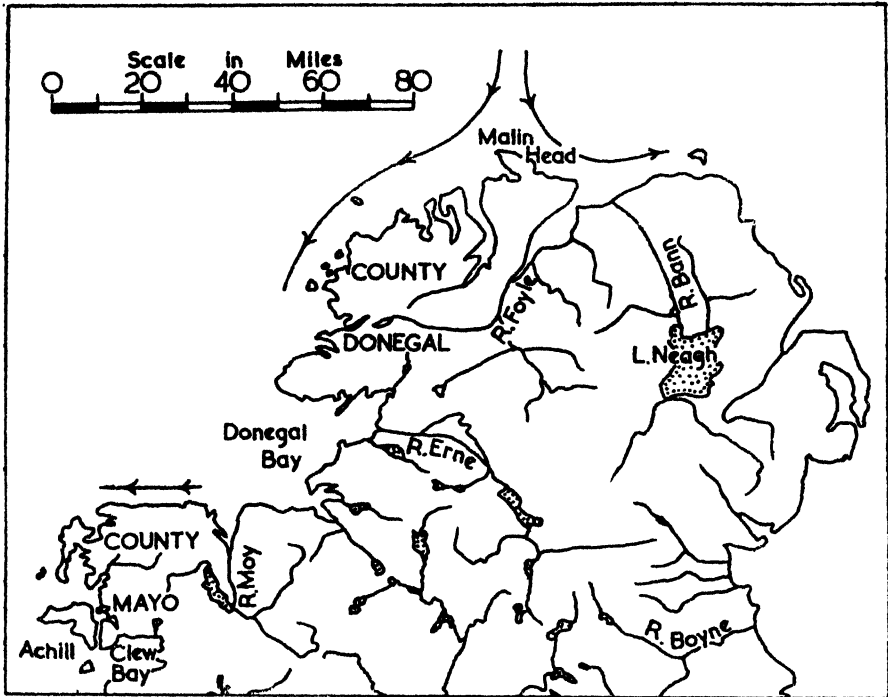 Scale in Miles
0 20 40 60 80
Malin
Head
COUNTY
R. Bann
R. Foyle
DONEGAL
L. Neagh
Donegal
Bay
R. Erne
COUNTY
R. Moy
MAYO
R. Boyne
Achill
Clew
Bay